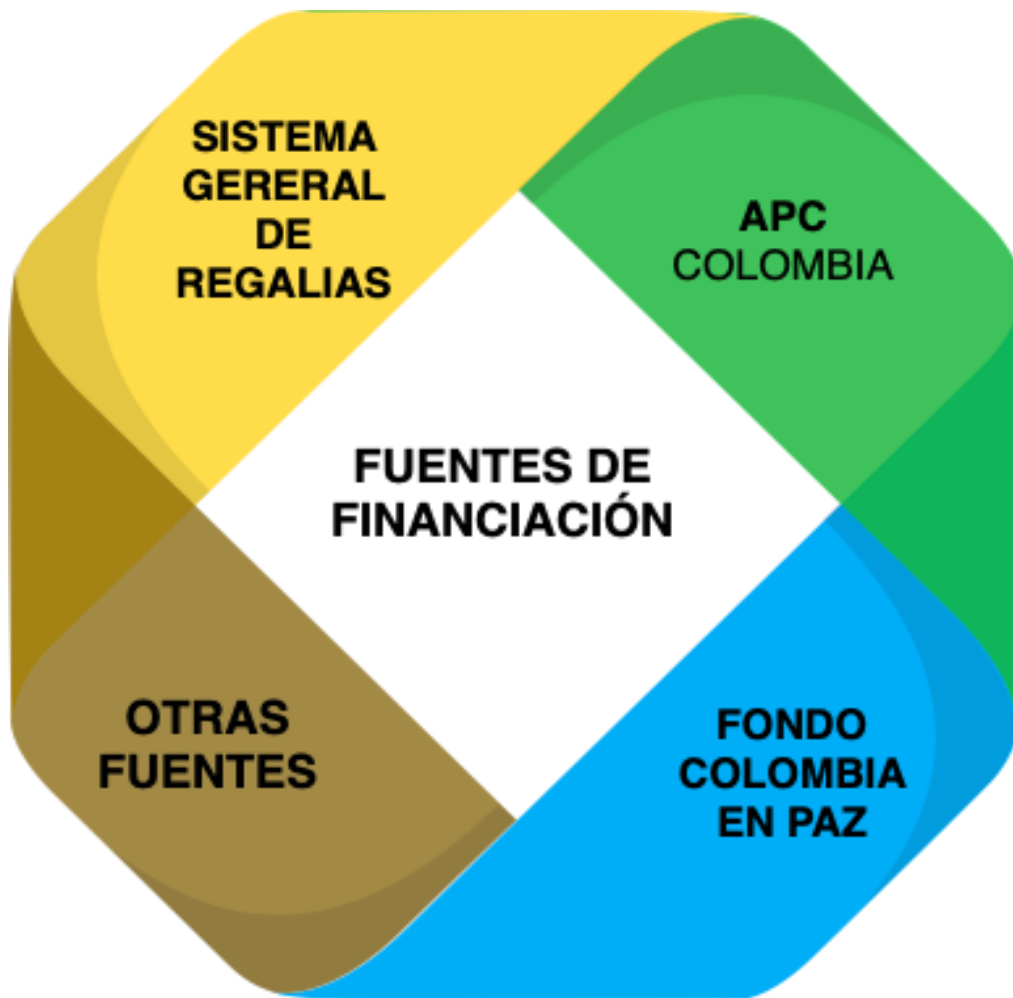 SISTEMA
GERERAL
DE
REGALIAS
APC
COLOMBIA
FUENTES DE
FINANCIACIÓN
OTRAS
FUENTES
FONDO
COLOMBIA
EN PAZ